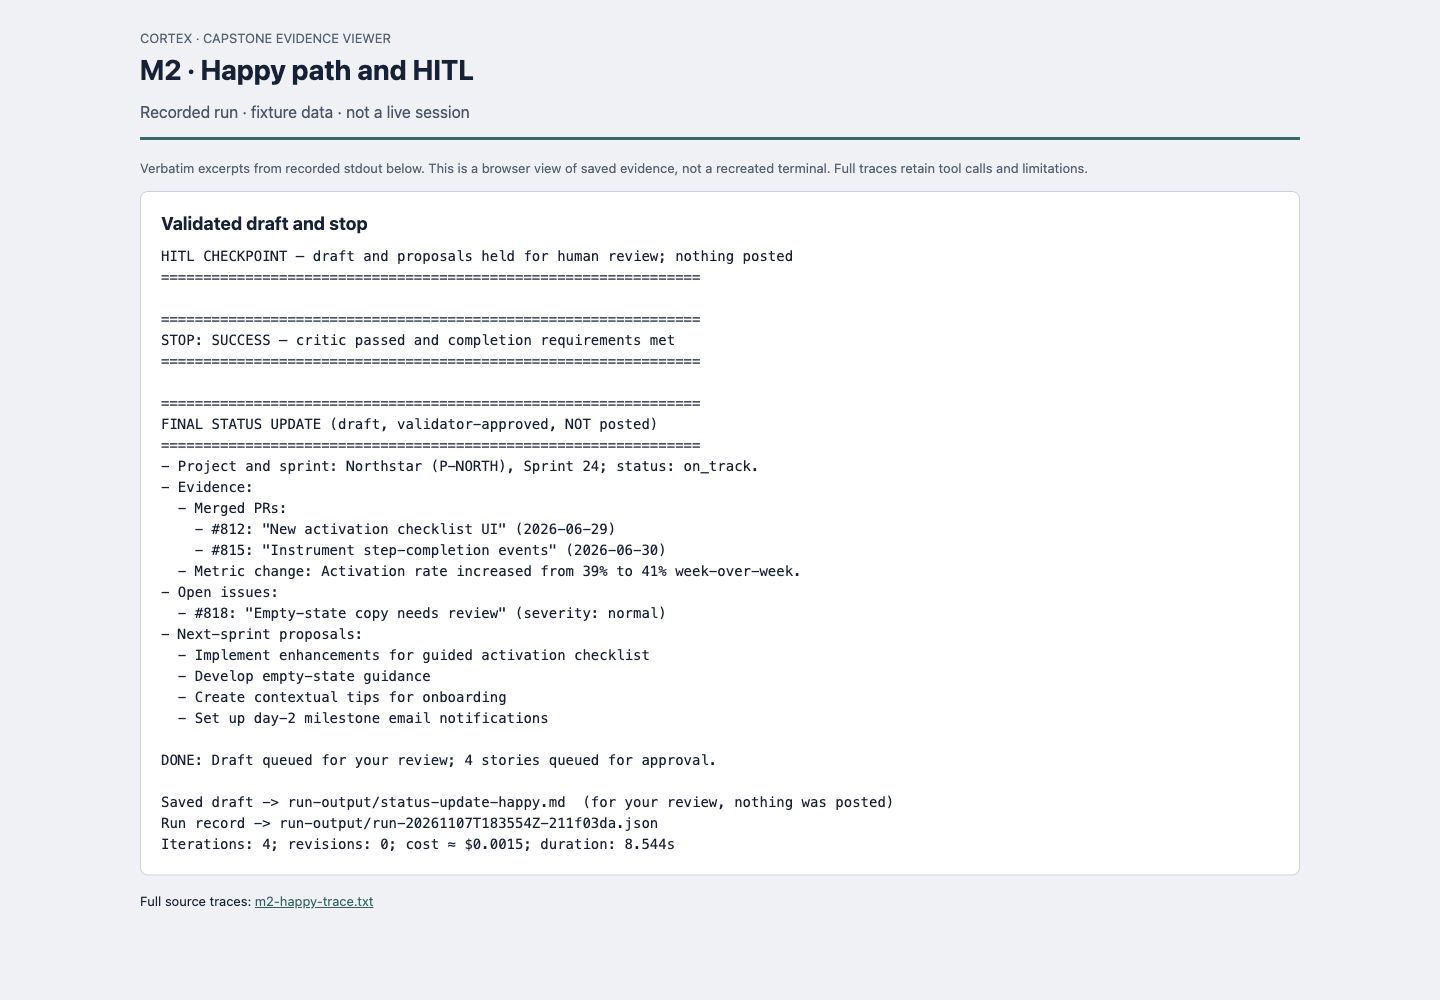 CORTEX · CAPSTONE EVIDENCE VIEWER
M2 · Happy path and HITL
Recorded run · fixture data · not a live session
Verbatim excerpts from recorded stdout below. This is a browser view of saved evidence, not a recreated terminal. Full traces retain tool calls and limitations.
Validated draft and stop
HITL CHECKPOINT — draft and proposals held for human review; nothing posted
================================================================
================================================================
STOP: SUCCESS — critic passed and completion requirements met
================================================================
================================================================
FINAL STATUS UPDATE (draft, validator-approved, NOT posted)
================================================================
- Project and sprint: Northstar (P-NORTH), Sprint 24; status: on_track.
- Evidence:
  - Merged PRs:
    - #812: "New activation checklist UI" (2026-06-29)
    - #815: "Instrument step-completion events" (2026-06-30)
  - Metric change: Activation rate increased from 39% to 41% week-over-week.
- Open issues:
  - #818: "Empty-state copy needs review" (severity: normal)
- Next-sprint proposals:
  - Implement enhancements for guided activation checklist
  - Develop empty-state guidance
  - Create contextual tips for onboarding
  - Set up day-2 milestone email notifications
DONE: Draft queued for your review; 4 stories queued for approval.
Saved draft -> run-output/status-update-happy.md  (for your review, nothing was posted)
Run record -> run-output/run-20261107T183554Z-211f03da.json
Iterations: 4; revisions: 0; cost ≈ $0.0015; duration: 8.544s
Full source traces: m2-happy-trace.txt